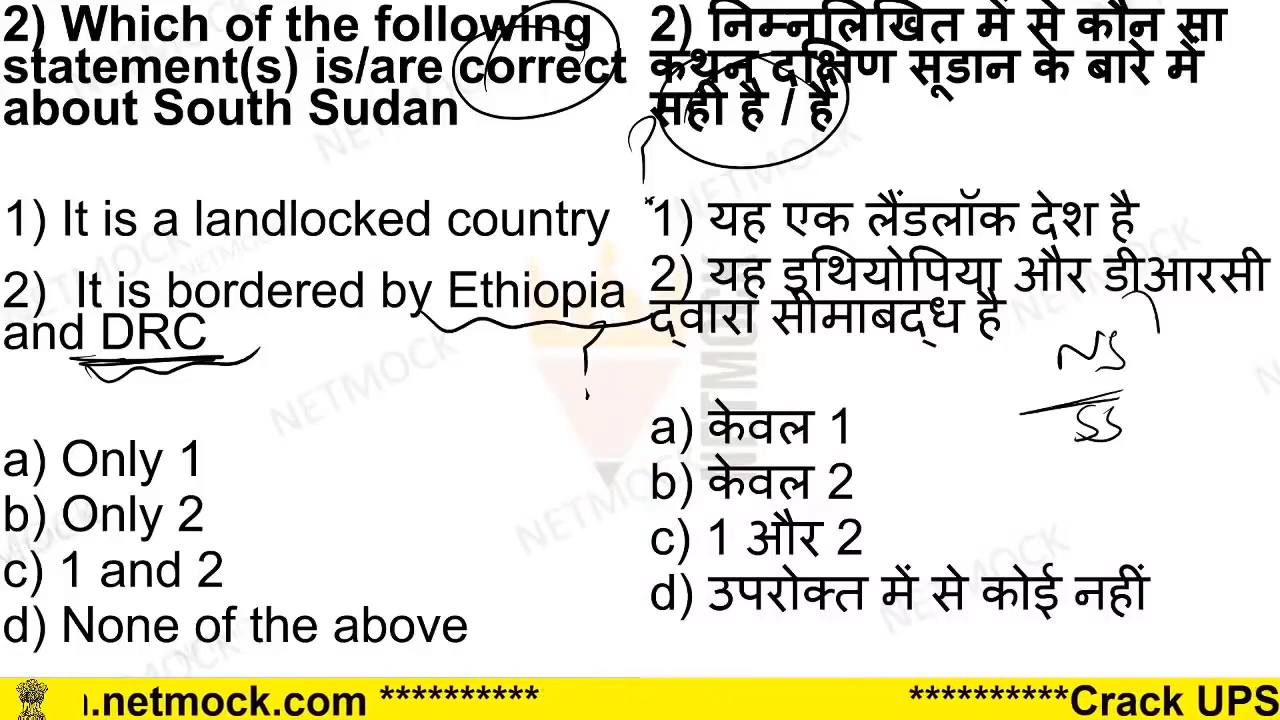 2) Which of the following
statement(s) is/are correct
about South Sudan
1) It is a landlocked country
2) It is bordered by Ethiopia
and DRC
a) Only 1
b) Only 2
c) 1 and 2
d) None of the above
2) निम्नलिखित में से कौन सा
कथन दक्षिण सूडान के बारे में
सही है / हैं
?
1) यह एक लैंडलॉक देश है
2) यह इथियोपिया और डीआरसी
द्वारा सीमाबद्ध है
?
NS
SS
a) केवल 1
b) केवल 2
c) 1 और 2
d) उपरोक्त में से कोई नहीं
NETMOCK
.netmock.com ********** **********Crack UPS